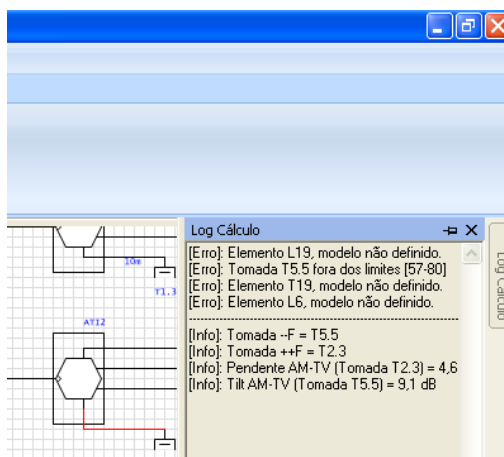 10m
T1.3
AT12
Log Cálculo
[Erro]: Elemento L19, modelo não definido.
[Erro]: Tomada T5.5 fora dos limites [57-80]
[Erro]: Elemento T19, modelo não definido.
[Erro]: Elemento L6, modelo não definido.
[Info]: Tomada --F = T5.5
[Info]: Tomada ++F = T2.3
[Info]: Pendente AM-TV (Tomada T2.3) = 4,6
[Info]: Tilt AM-TV (Tomada T5.5) = 9,1 dB
Log Cálculo